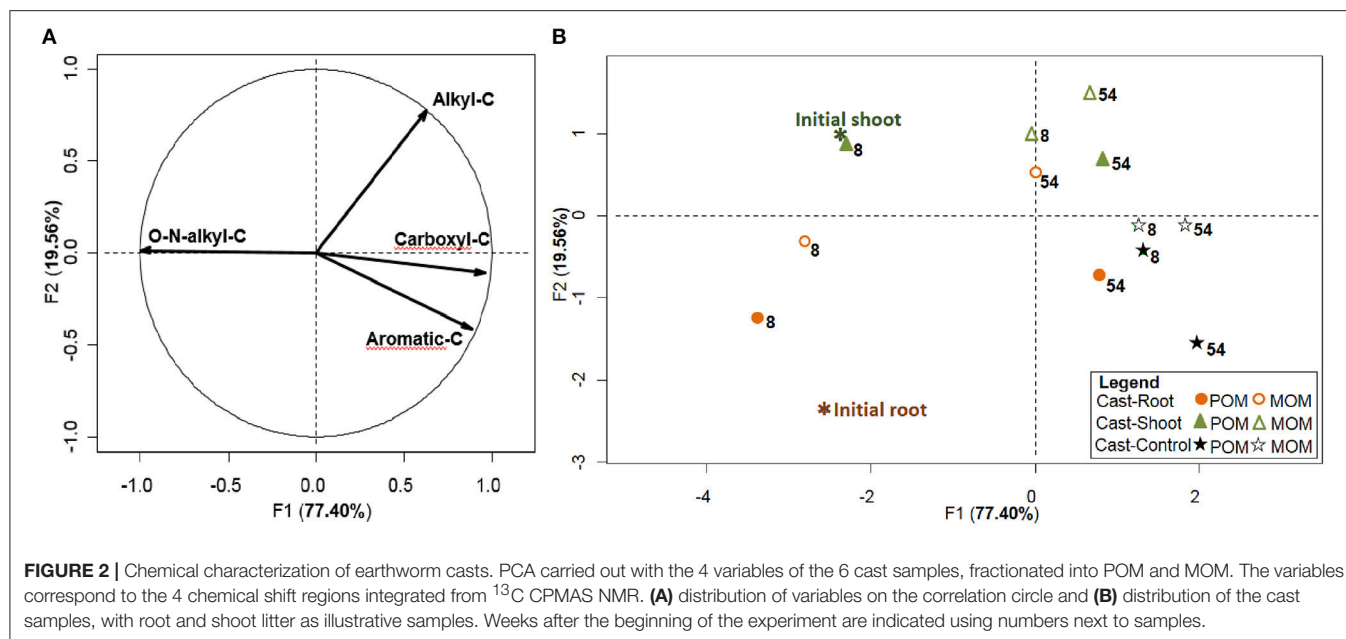 A
B
1.0
0.5
0.0
-0.5
-1.0
F2 (19.56%)
Alkyl-C
O-N-alkyl-C
Carboxyl-C
Aromatic-C
-1.0 -0.5 0.0 0.5 1.0
F1 (77.40%)
1
0
-1
-2
-3
F2 (19.56%)
Initial shoot
8
54
8
54
54
8
8
54
8
54
8
54
Initial root
Legend
Cast-Root POM MOM
Cast-Shoot POM MOM
Cast-Control POM MOM
-4 -2 0 2
F1 (77.40%)
FIGURE 2 | Chemical characterization of earthworm casts. PCA carried out with the 4 variables of the 6 cast samples, fractionated into POM and MOM. The variables
correspond to the 4 chemical shift regions integrated from 13C CPMAS NMR. (A) distribution of variables on the correlation circle and (B) distribution of the cast
samples, with root and shoot litter as illustrative samples. Weeks after the beginning of the experiment are indicated using numbers next to samples.